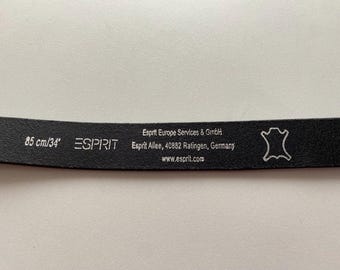 85 cm/34"
ESPRIT
Esprit Europe Services & GmbH
Esprit Allee, 40882 Ratingen, Germany
www.esprit.com